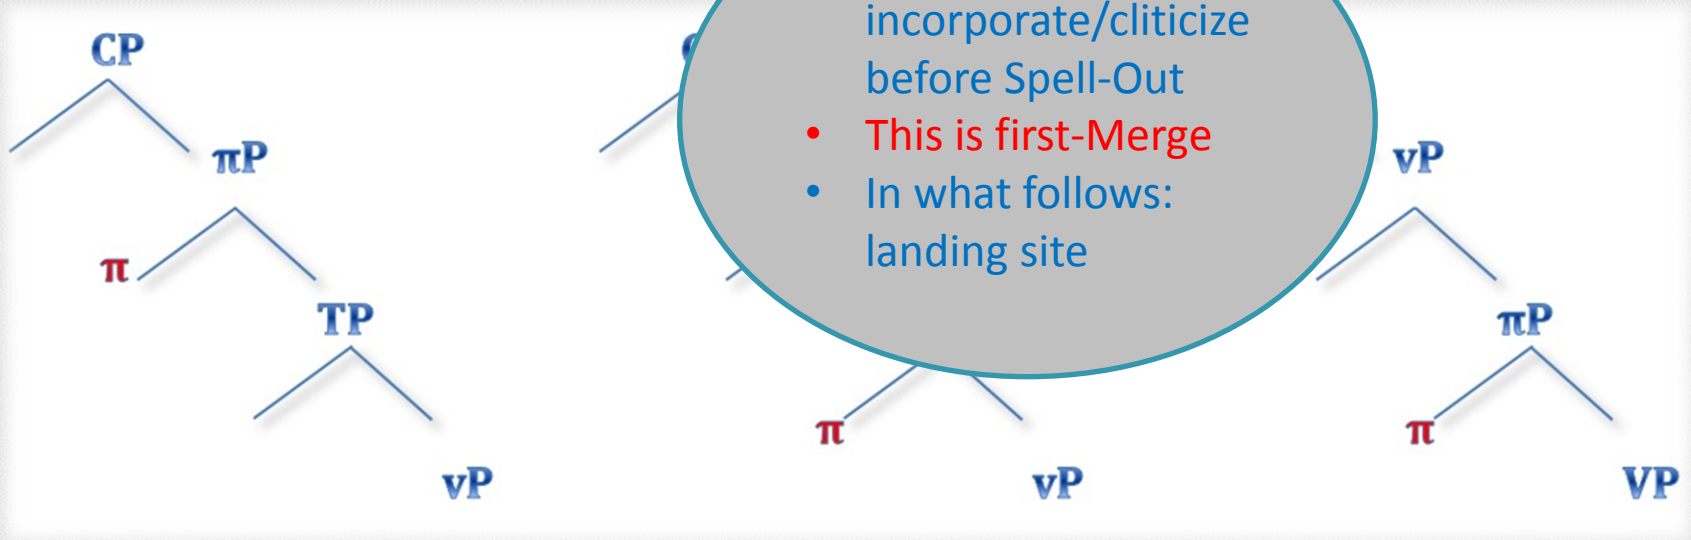 CP
πP
π
TP
vP
incorporate/cliticize
before Spell-Out
• This is first-Merge
• In what follows:
landing site
π
vP
vP
πP
π
VP